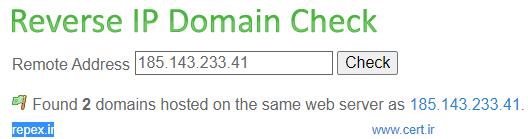 Reverse IP Domain Check
Remote Address 185.143.233.41 Check
Found 2 domains hosted on the same web server as 185.143.233.41.
repex.ir www.cert.ir